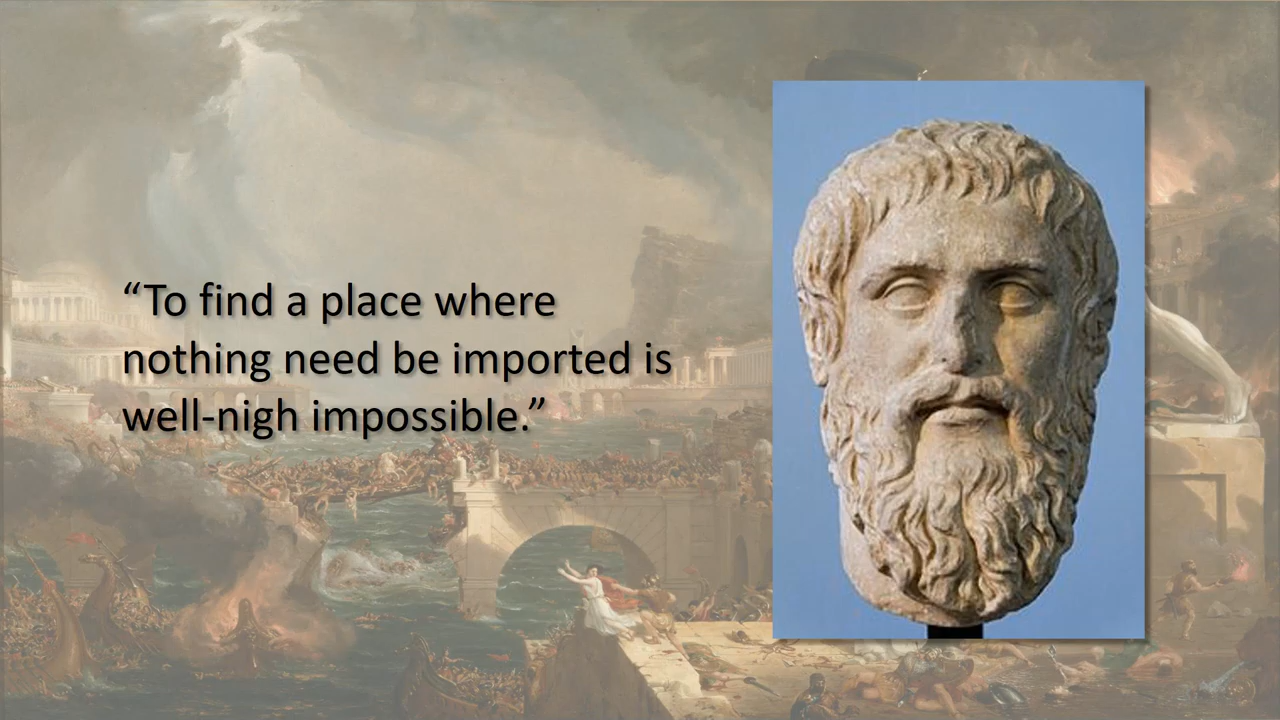 “To find a place where
nothing need be imported is
well-nigh impossible.”